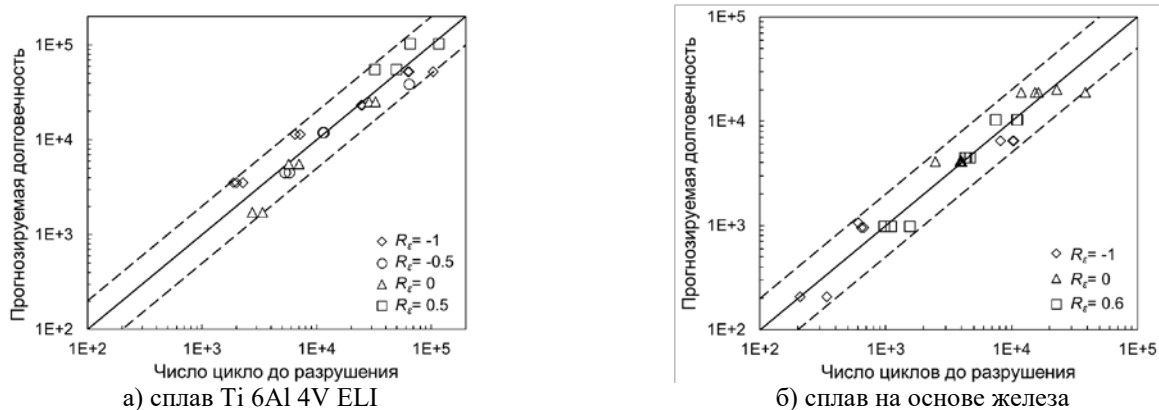 Прогнозируемая долговечность
1E+5
1E+4
1E+3
1E+2
1E+2 1E+3 1E+4 1E+5
Число цикло до разрушения
Rε= -1
Rε= -0.5
Rε= 0
Rε= 0.5
а) сплав Ti 6Al 4V ELI
Прогнозируемая долговечность
1E+5
1E+4
1E+3
1E+2
1E+2 1E+3 1E+4 1E+5
Число циклов до разрушения
Rε= -1
Rε= 0
Rε= 0.6
б) сплав на основе железа